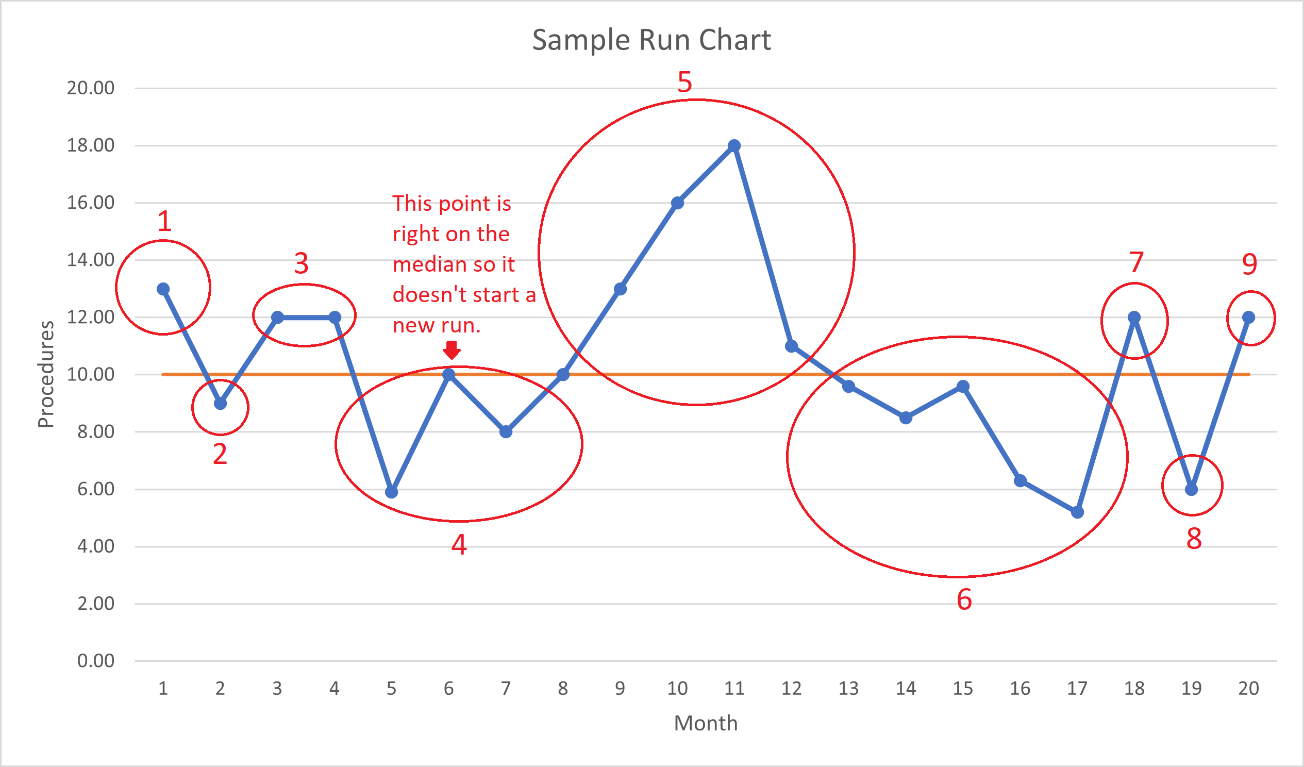 Sample Run Chart
20.00
5
18.00
16.00
This point is
right on the
median so it
doesn't start a
new run.
1
3
14.00
7
9
12.00
10.00
Procedures
8.00
2
6.00
4
8
4.00
6
2.00
0.00
1 2 3 4 5 6 7 8 9 10 11 12 13 14 15 16 17 18 19 20
Month